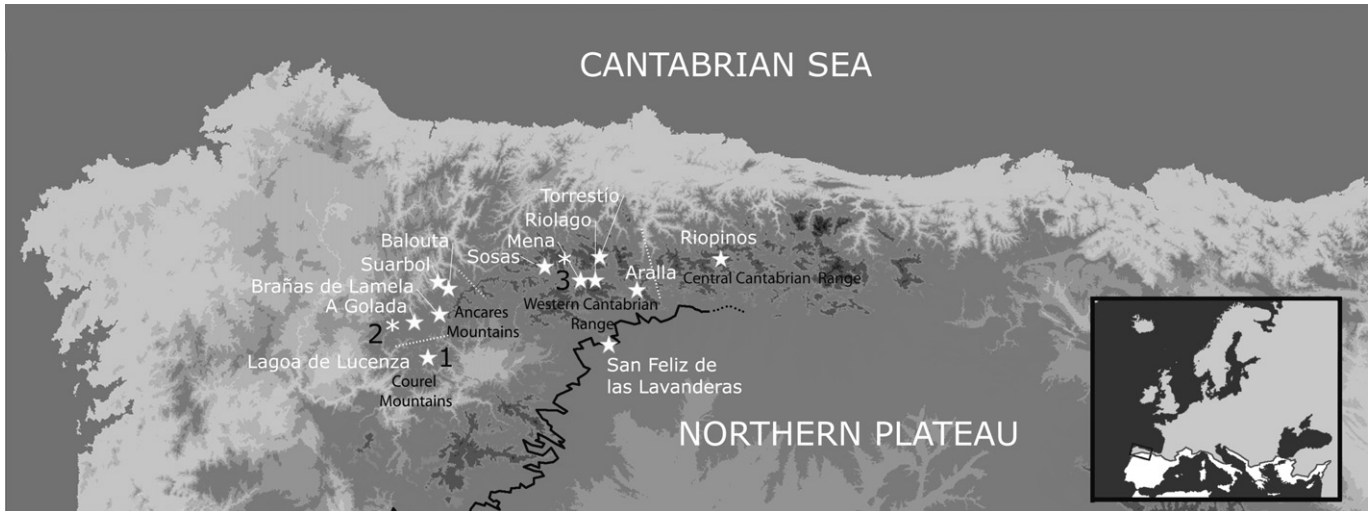 CANTABRIAN SEA
Torrestío
Riolago
Mena *
Balouta
Sosas
3
Suarbol
Riopinos
Aralla
Central Cantabrian Range
Brañas de Lamela
A Golada
Western Cantabrian
Range
Ancares
Mountains
2 *
Lagoa de Lucenza
1
Courel
Mountains
San Feliz de
las Lavanderas
NORTHERN PLATEAU